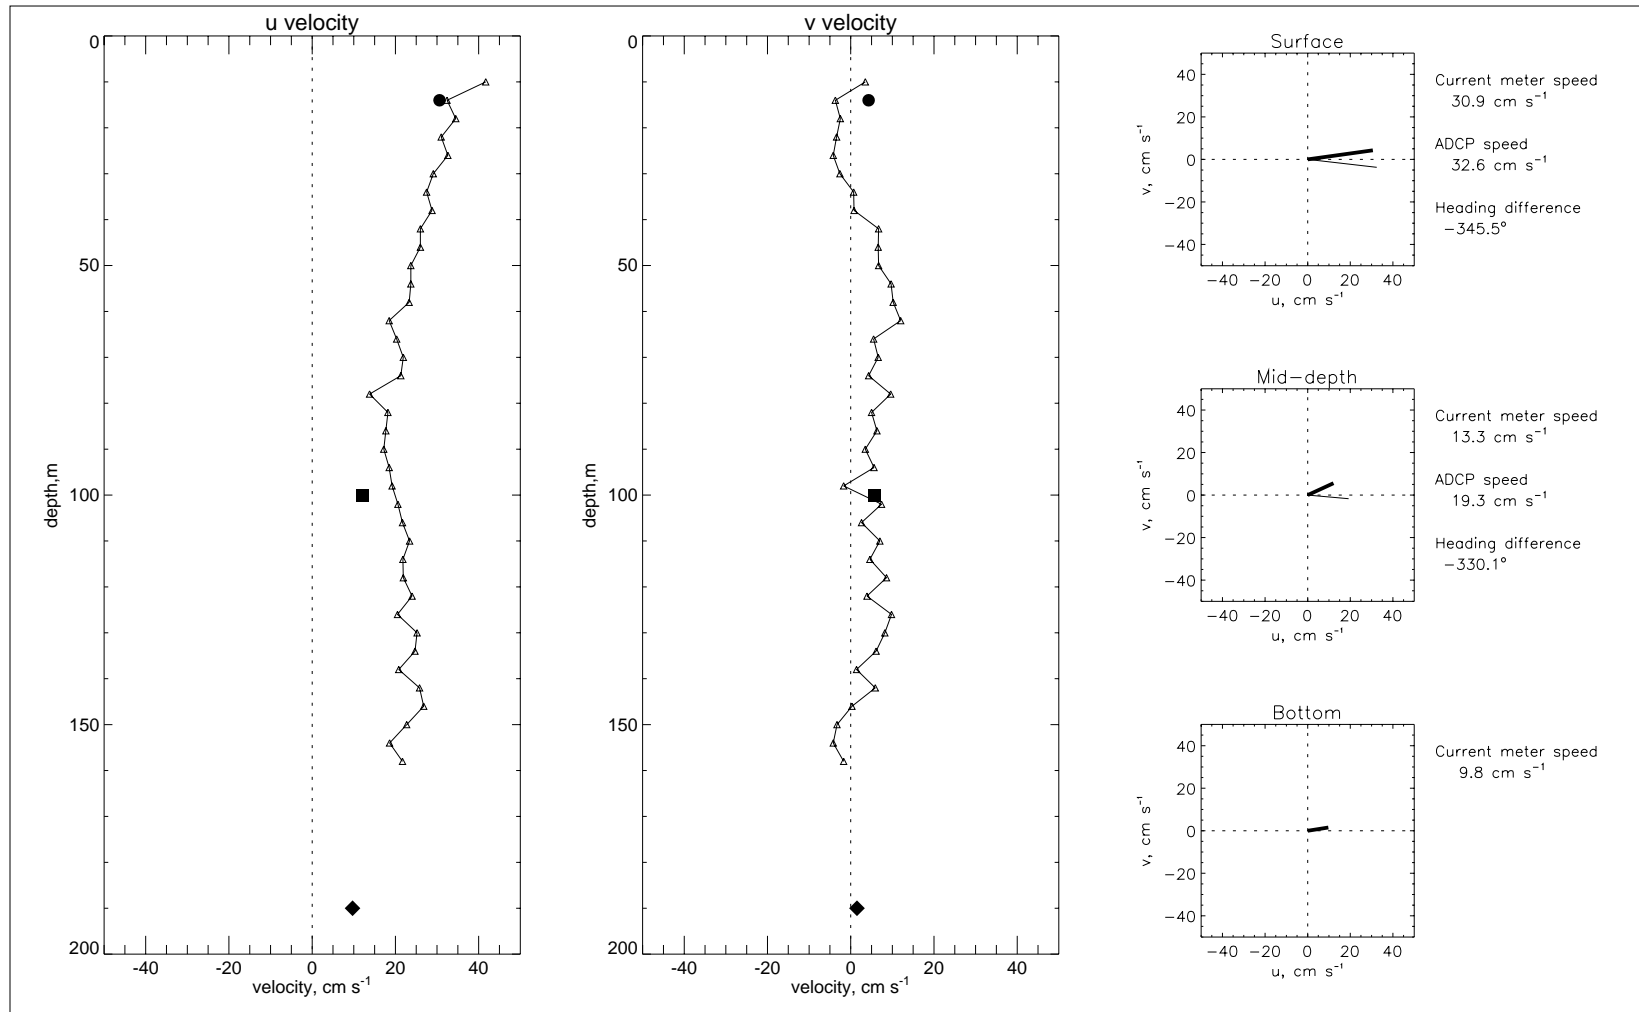 u velocity
0
50
100
150
200
depth,m
-40 -20 0 20 40
velocity, cm s⁻¹
v velocity
0
50
100
150
200
depth,m
-40 -20 0 20 40
velocity, cm s⁻¹
Surface
40
20
0
−20
−40
v, cm s⁻¹
−40 −20 0 20 40
u, cm s⁻¹
Current meter speed
30.9 cm s⁻¹
ADCP speed
32.6 cm s⁻¹
Heading difference
−345.5°
Mid−depth
40
20
0
−20
−40
v, cm s⁻¹
−40 −20 0 20 40
u, cm s⁻¹
Current meter speed
13.3 cm s⁻¹
ADCP speed
19.3 cm s⁻¹
Heading difference
−330.1°
Bottom
40
20
0
−20
−40
v, cm s⁻¹
−40 −20 0 20 40
u, cm s⁻¹
Current meter speed
9.8 cm s⁻¹